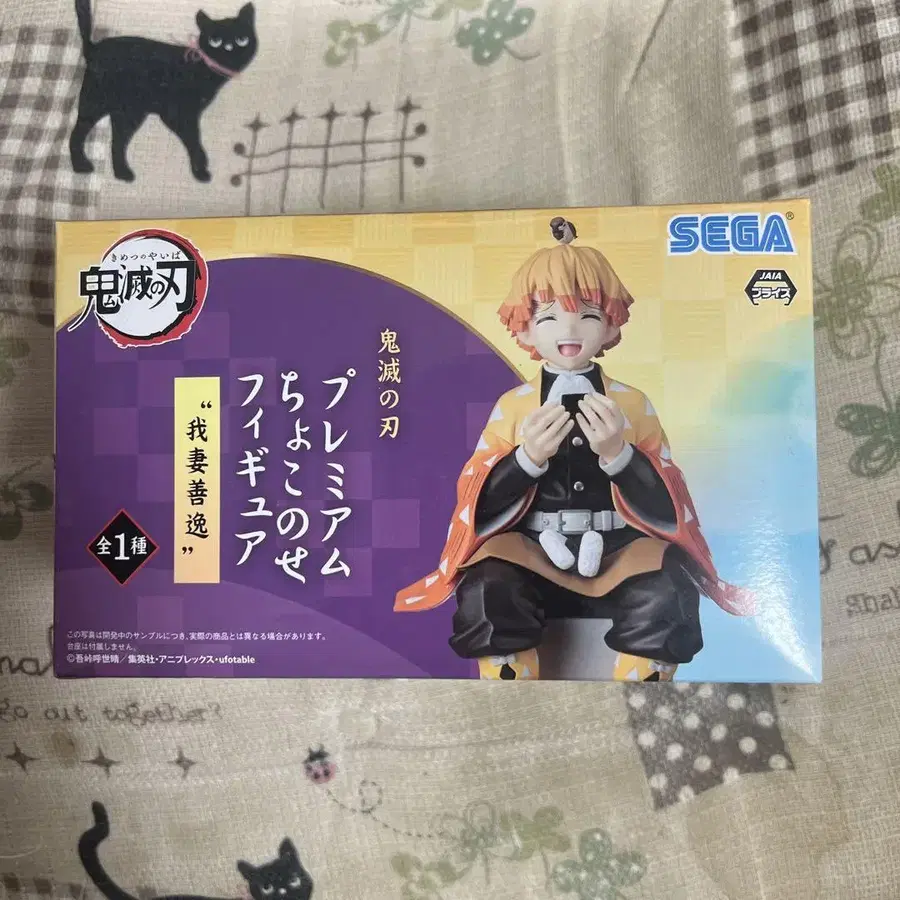 きめつのやいば
鬼滅の刃
SEGA®
JAIA
プライズ
鬼滅の刃
プレミアム
ちょこのせ
フィギュア
“我妻善逸”
全1種
この写真は開発中のサンプルにつき、実際の商品とは異なる場合があります。
台座は付属しません。
©吾峠呼世晴／集英社・アニプレックス・ufotable
go out together?